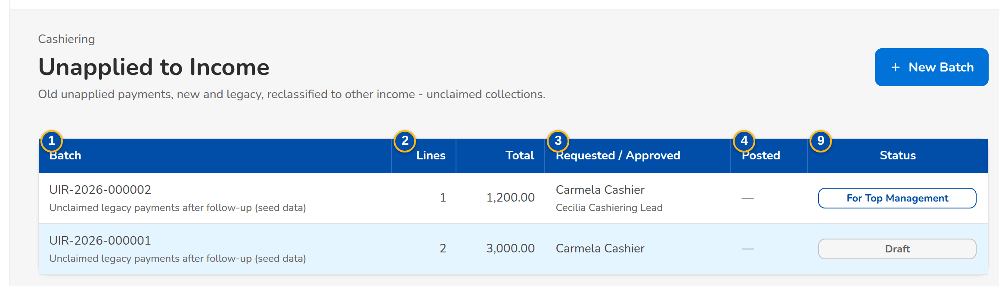 Cashiering
Unapplied to Income
+ New Batch
Old unapplied payments, new and legacy, reclassified to other income - unclaimed collections.
1 2 3 4 9
Batch Lines Total Requested / Approved Posted Status
UIR-2026-000002 1 1,200.00 Carmela Cashier — For Top Management
Unclaimed legacy payments after follow-up (seed data) Cecilia Cashiering Lead
UIR-2026-000001 2 3,000.00 Carmela Cashier — Draft
Unclaimed legacy payments after follow-up (seed data)